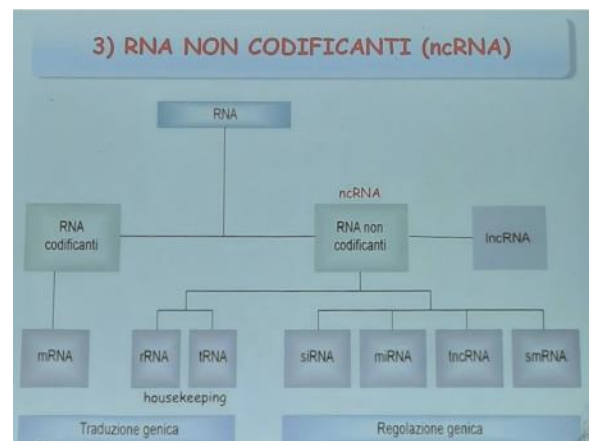 3) RNA NON CODIFICANTI (ncRNA)
RNA
ncRNA
RNA
codificanti
RNA non
codificanti
lncRNA
mRNA
rRNA
tRNA
siRNA
miRNA
tncRNA
smRNA
housekeeping
Traduzione genica
Regolazione genica